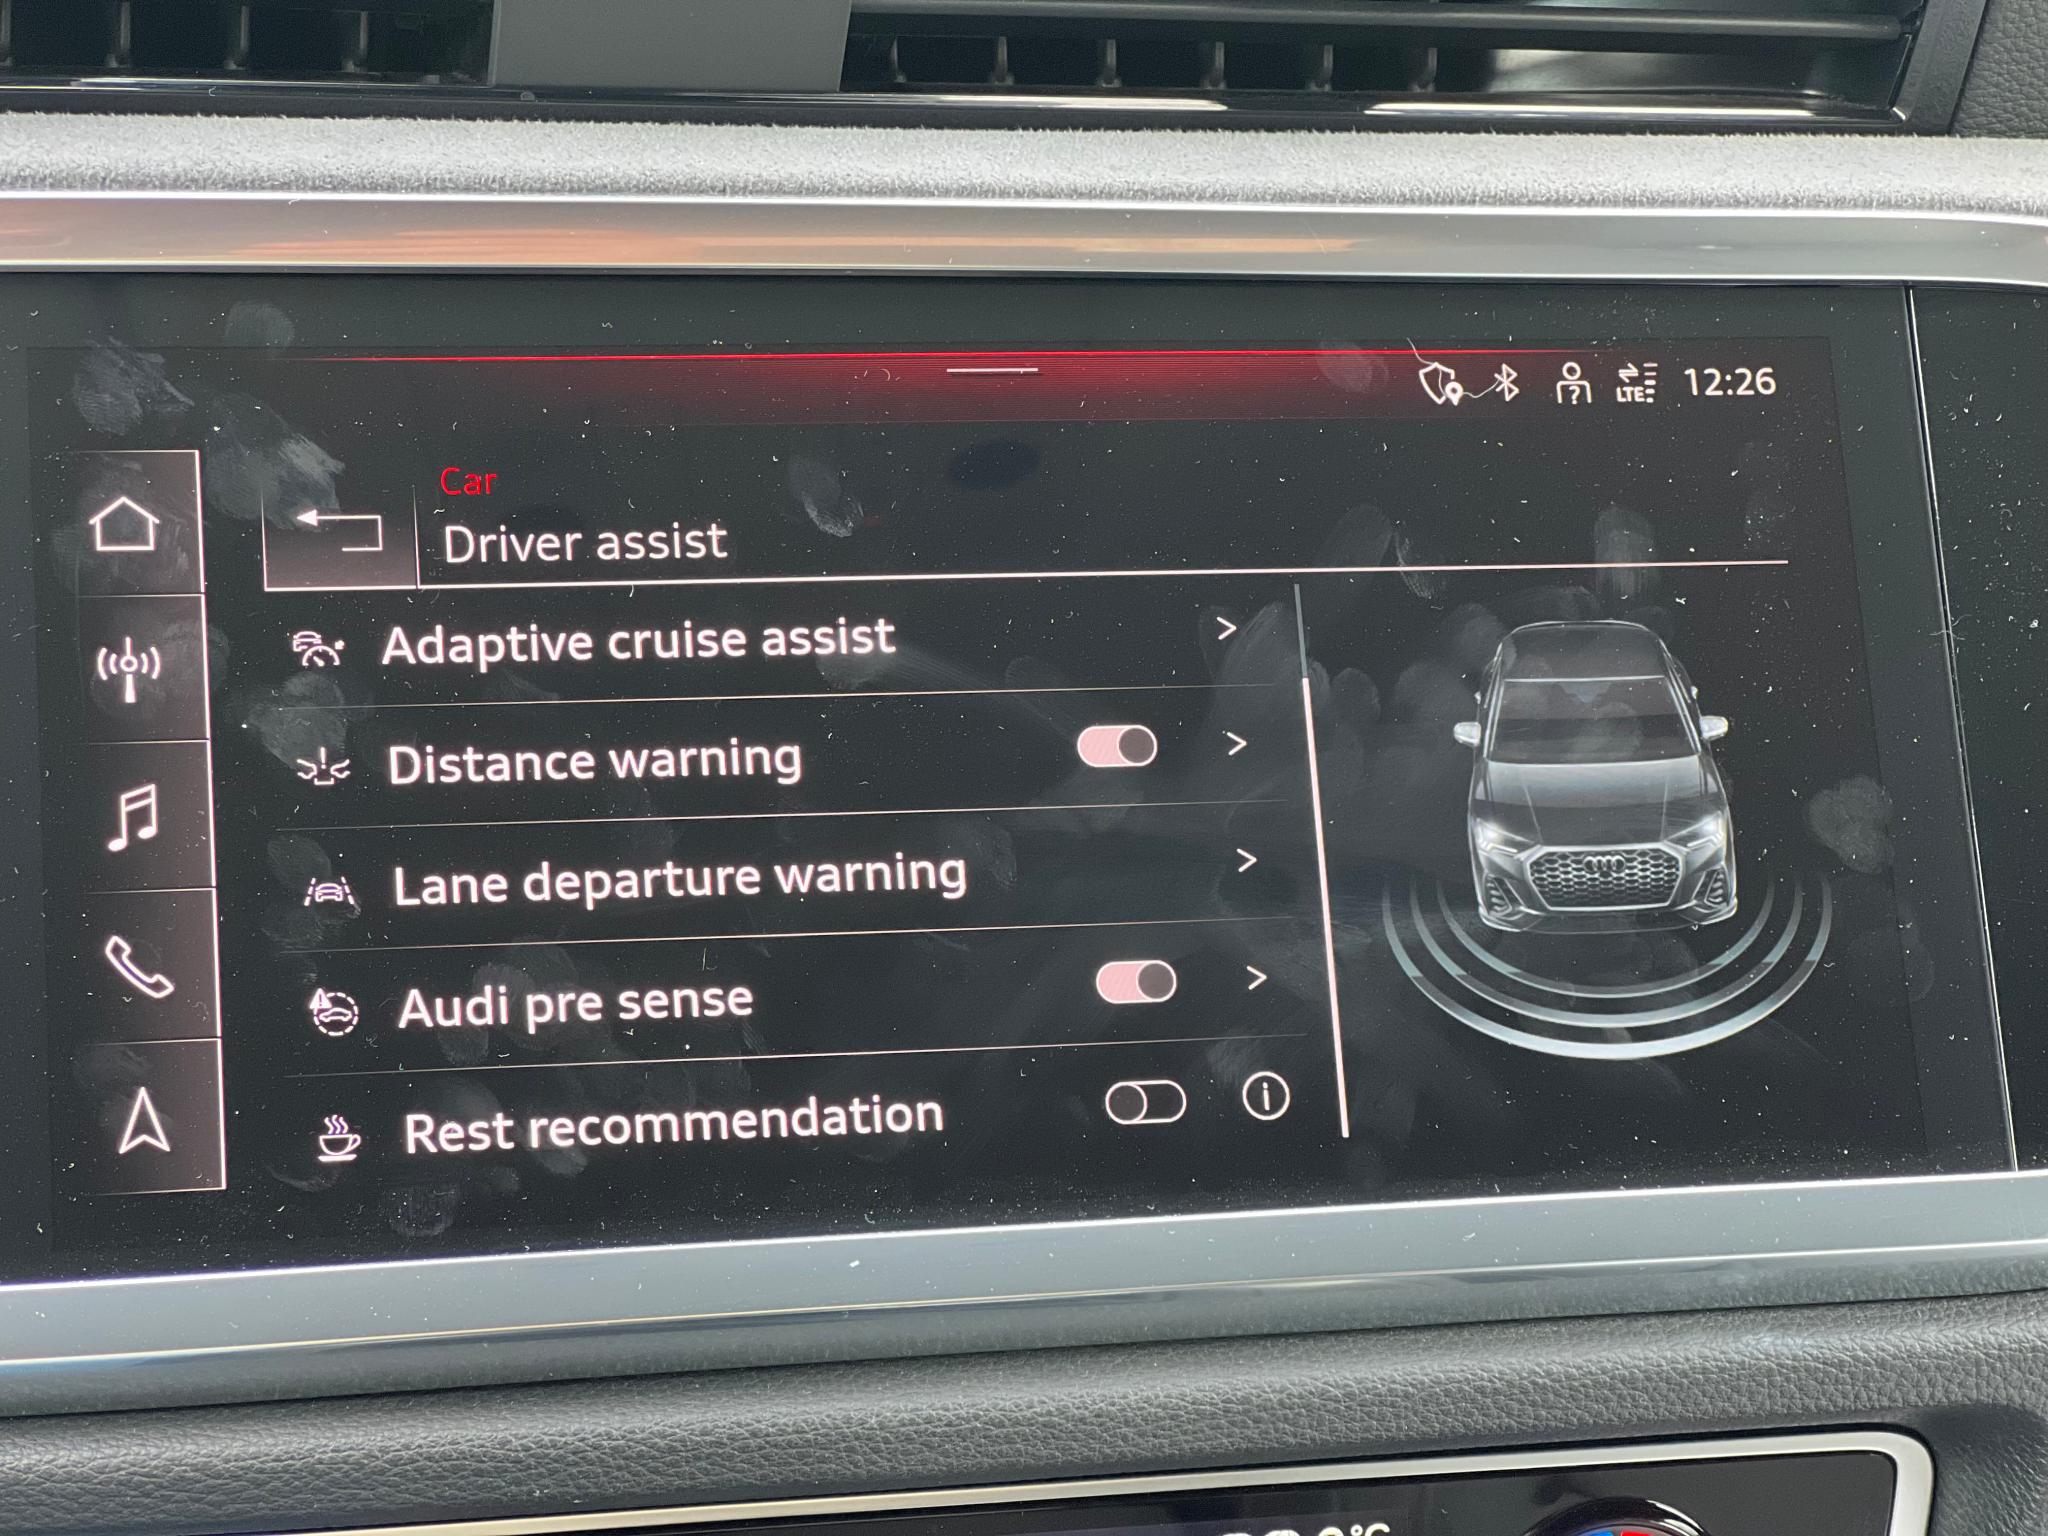 LTE
12:26
Car
Driver assist
Adaptive cruise assist
Distance warning
Lane departure warning
Audi pre sense
Rest recommendation
°C